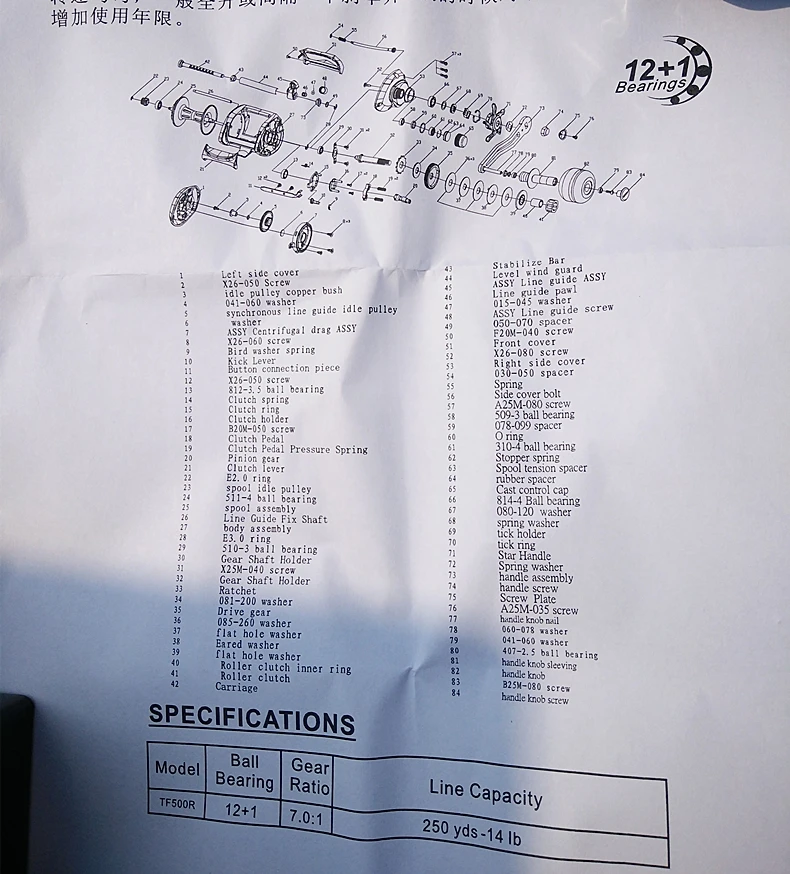 增加使用年限。
12+1
Bearings
1 Left side cover
2 X26-050 Screw
3 idle pulley copper bush
4 041-060 washer
5 synchronous line guide idle pulley
6 washer
7 ASSY Centrifugal drag ASSY
8 X26-060 screw
9 Bird washer spring
10 Kick Lever
11 Button connection piece
12 X26-050 screw
13 812-3.5 ball bearing
14 Clutch spring
15 Clutch ring
16 Clutch holder
17 B20M-050 screw
18 Clutch Pedal
19 Clutch Pedal Pressure Spring
20 Pinion gear
21 Clutch lever
22 E2.0 ring
23 spool idle pulley
24 511-4 ball bearing
25 spool assembly
26 Line Guide Fix Shaft
27 body assembly
28 E3.0 ring
29 510-3 ball bearing
30 Gear Shaft Holder
31 X25M-040 screw
32 Gear Shaft Holder
33 Ratchet
34 081-200 washer
35 Drive gear
36 085-260 washer
37 flat hole washer
38 Eared washer
39 flat hole washer
40 Roller clutch inner ring
41 Roller clutch
42 Carriage
43 Stabilize Bar
44 Level wind guard
45 ASSY Line guide ASSY
46 Line guide pawl
47 015-045 washer
48 ASSY Line guide screw
49 050-070 spacer
50 F20M-040 screw
51 Front cover
52 X26-080 screw
53 Right side cover
54 030-050 spacer
55 Spring
56 Side cover bolt
57 A25M-080 screw
58 509-3 ball bearing
59 078-099 spacer
60 O ring
61 310-4 ball bearing
62 Stopper spring
63 Spool tension spacer
64 rubber spacer
65 Cast control cap
66 814-4 Ball bearing
67 080-120 washer
68 spring washer
69 tick holder
70 tick ring
71 Star Handle
72 Spring washer
73 handle assembly
74 handle screw
75 Screw Plate
76 A25M-035 screw
77 handle knob nail
78 060-078 washer
79 041-060 washer
80 407-2.5 ball bearing
81 handle knob sleeving
82 handle knob
83 B25M-080 screw
84 handle knob screw
SPECIFICATIONS
Model Ball Bearing Gear Ratio Line Capacity
TF500R 12+1 7.0:1 250 yds-14 lb